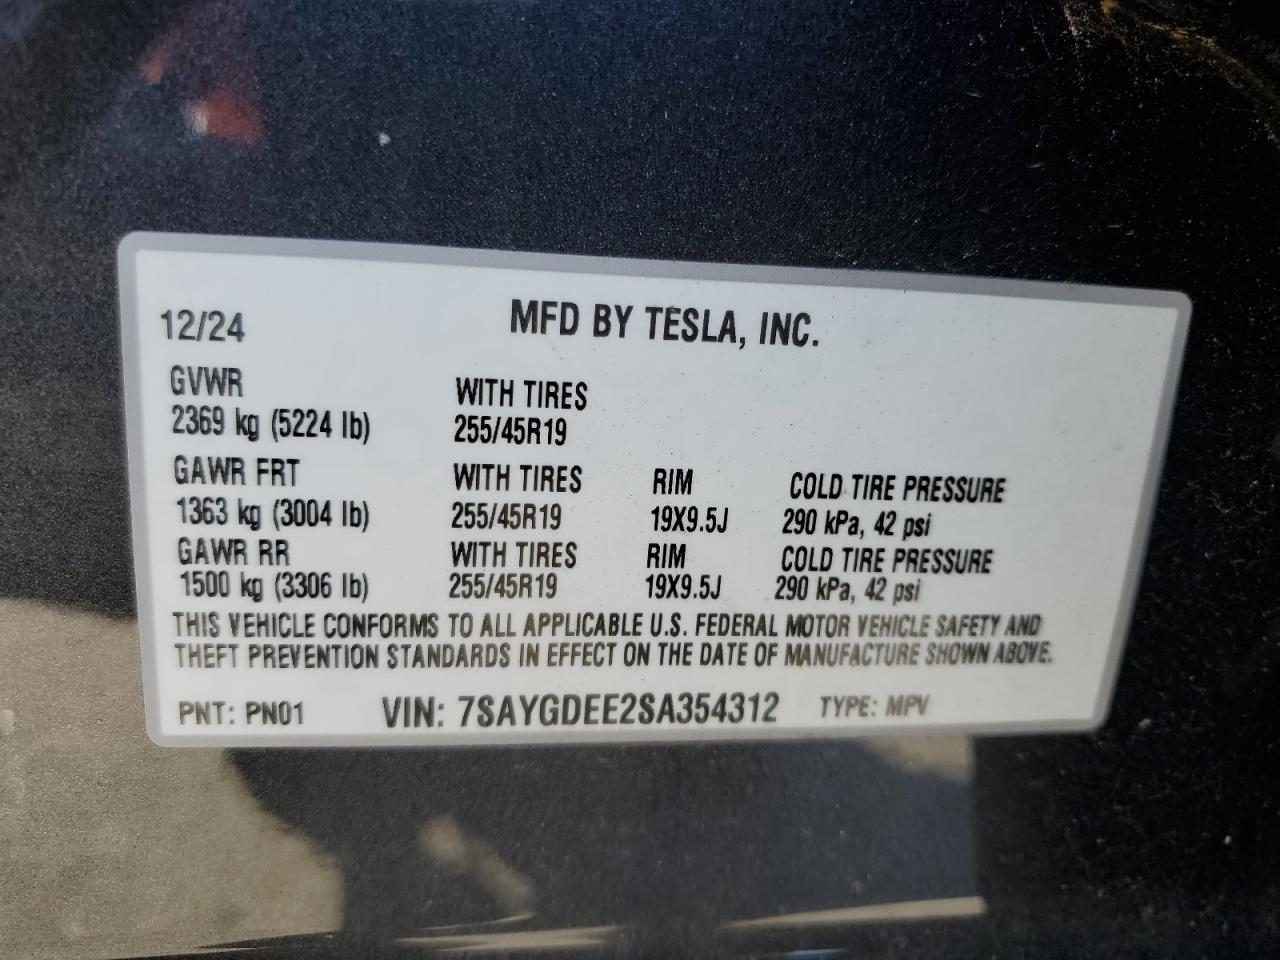 12/24 MFD BY TESLA, INC.
GVWR WITH TIRES
2369 kg (5224 lb) 255/45R19
GAWR FRT WITH TIRES RIM COLD TIRE PRESSURE
1363 kg (3004 lb) 255/45R19 19X9.5J 290 kPa, 42 psi
GAWR RR WITH TIRES RIM COLD TIRE PRESSURE
1500 kg (3306 lb) 255/45R19 19X9.5J 290 kPa, 42 psi
THIS VEHICLE CONFORMS TO ALL APPLICABLE U.S. FEDERAL MOTOR VEHICLE SAFETY AND
THEFT PREVENTION STANDARDS IN EFFECT ON THE DATE OF MANUFACTURE SHOWN ABOVE.
PNT: PN01 VIN: 7SAYGDEE2SA354312 TYPE: MPV